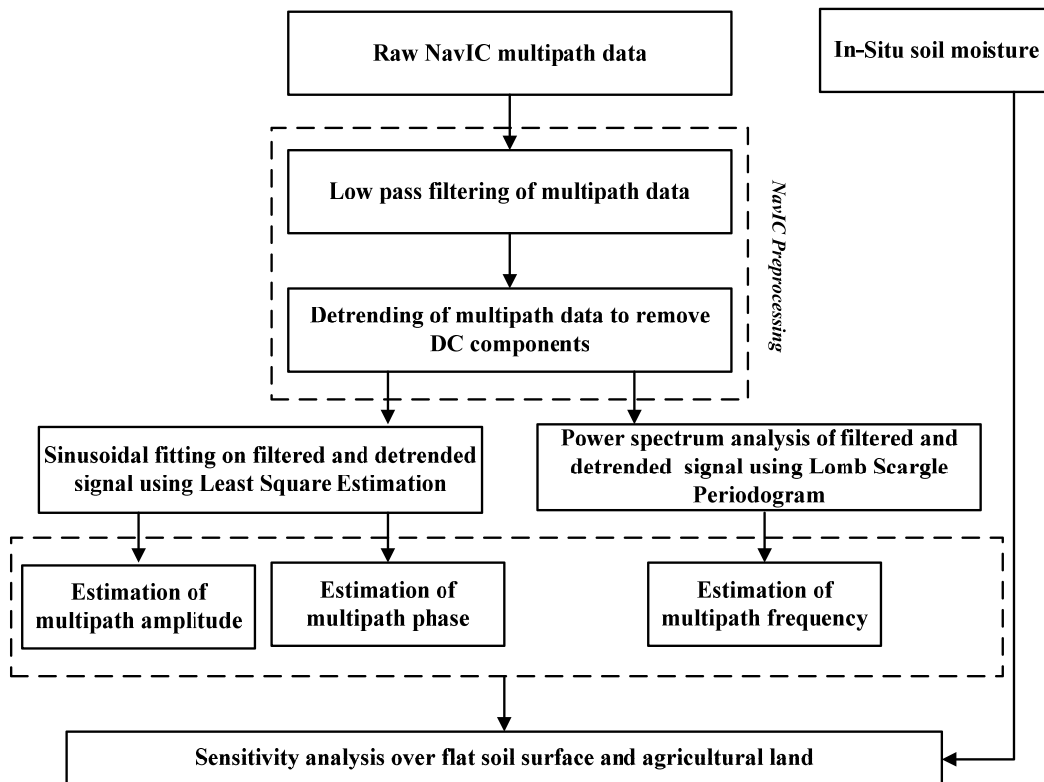 Raw NavIC multipath data
In-Situ soil moisture
Low pass filtering of multipath data
NavIC Preprocessing
Detrending of multipath data to remove
DC components
Sinusoidal fitting on filtered and detrended
signal using Least Square Estimation
Power spectrum analysis of filtered and
detrended signal using Lomb Scargle
Periodogram
Estimation of
multipath amplitude
Estimation of
multipath phase
Estimation of
multipath frequency
Sensitivity analysis over flat soil surface and agricultural land